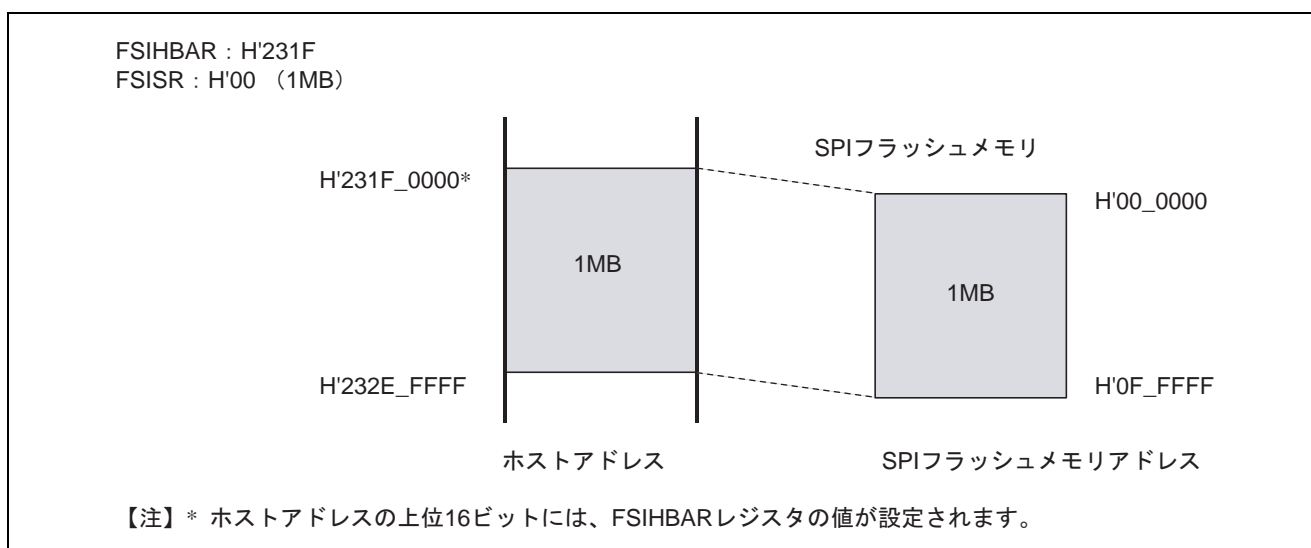 FSIHBAR：H'231F
FSISR：H'00 （1MB）
SPIフラッシュメモリ
H'231F_0000*
H'00_0000
1MB
1MB
H'232E_FFFF
H'0F_FFFF
ホストアドレス
SPIフラッシュメモリアドレス
【注】* ホストアドレスの上位16ビットには、FSIHBARレジスタの値が設定されます。